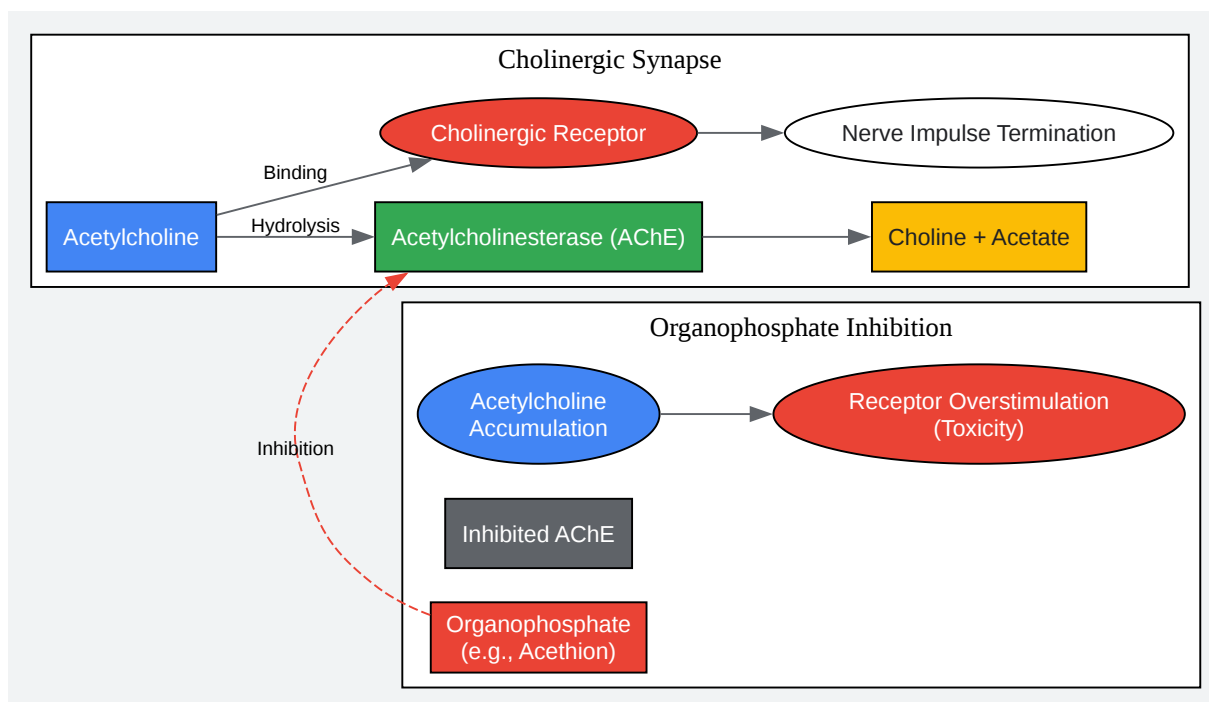 Cholinergic Synapse
Cholinergic Receptor
Nerve Impulse Termination
Binding
Acetylcholine
Hydrolysis
Acetylcholinesterase (AChE)
Choline + Acetate
Organophosphate Inhibition
Acetylcholine
Accumulation
Receptor Overstimulation
(Toxicity)
Inhibition
Inhibited AChE
Organophosphate
(e.g., Acethion)